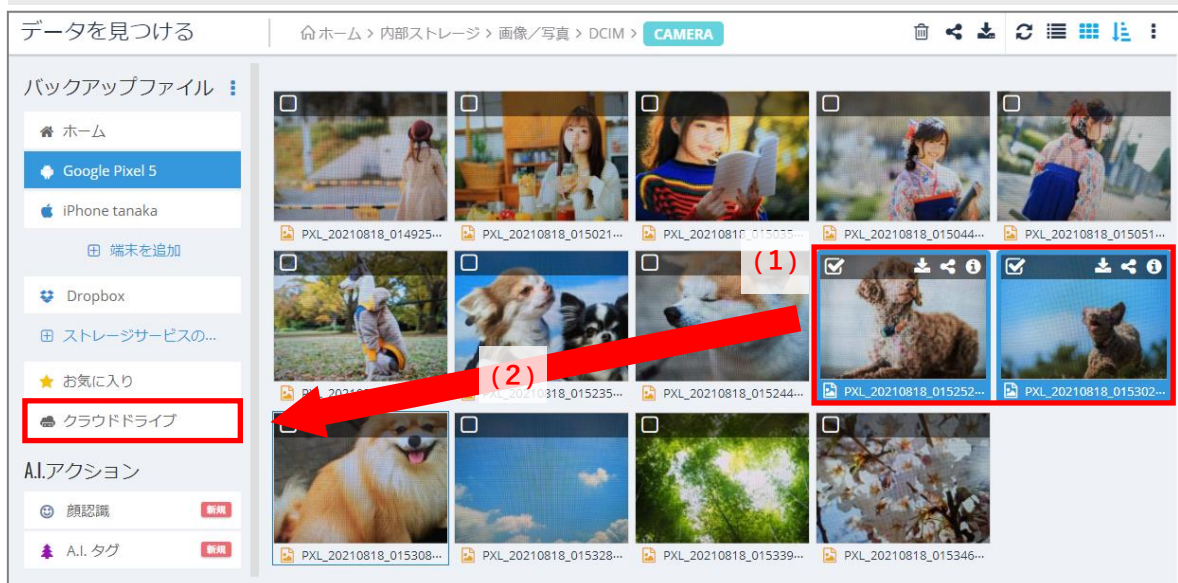 データを見つける
ホーム > 内部ストレージ > 画像／写真 > DCIM > CAMERA
バックアップファイル
ホーム
Google Pixel 5
iPhone tanaka
端末を追加
Dropbox
ストレージサービスの...
お気に入り
クラウドドライブ
A.I.アクション
顔認識 新規
A.I. タグ 新規
PXL_20210818_014925...
PXL_20210818_015021...
PXL_20210818_015035...
PXL_20210818_015044...
PXL_20210818_015051...
(1)
(2)
PXL_20210818_015235...
PXL_20210818_015244...
PXL_20210818_015252...
PXL_20210818_015302...
PXL_20210818_015308...
PXL_20210818_015328...
PXL_20210818_015339...
PXL_20210818_015346...